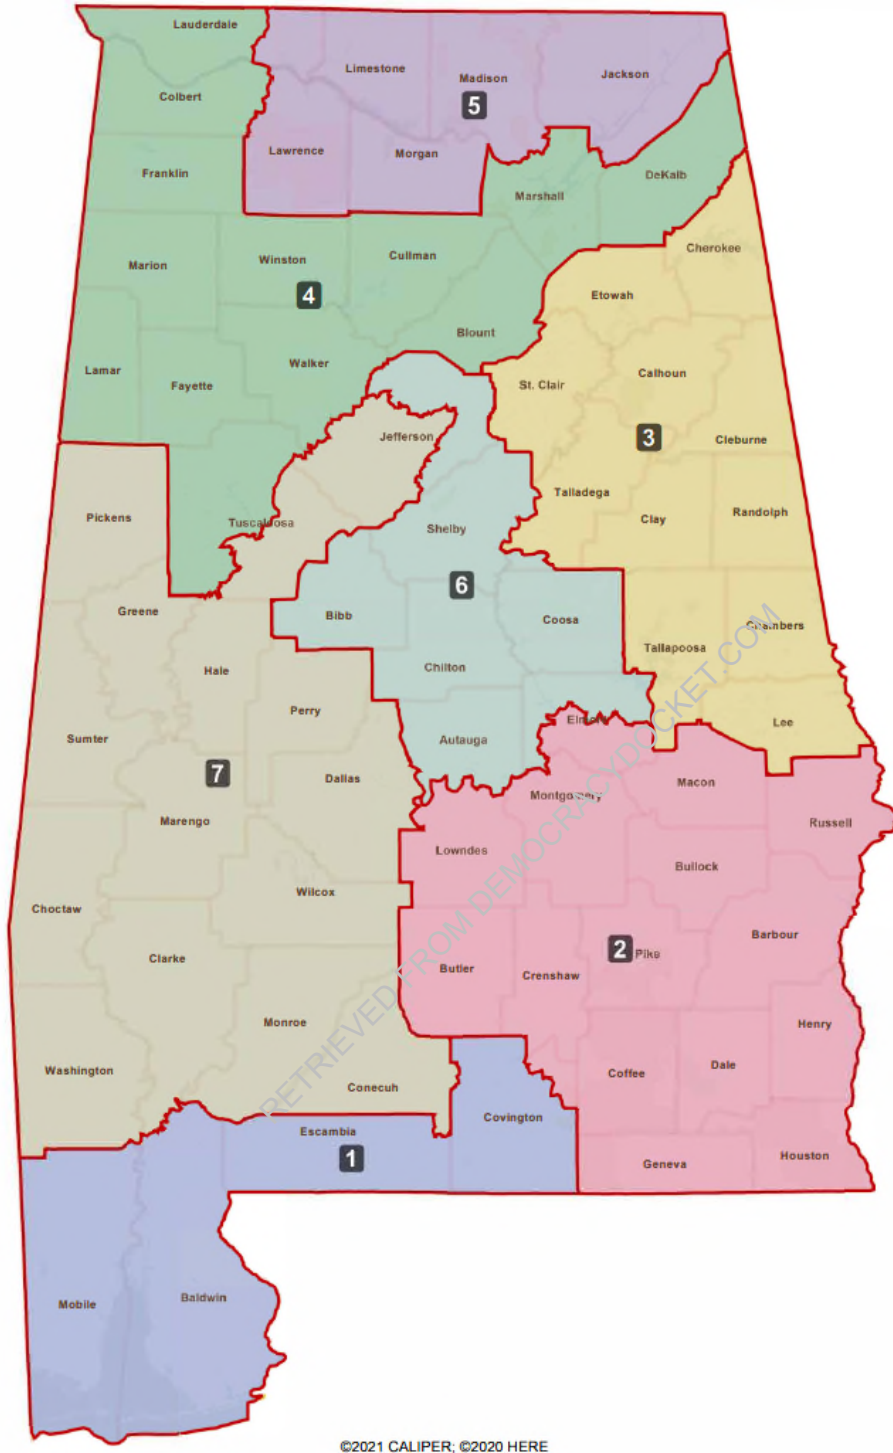 Lauderdale
Limestone
Madison
Jackson
Colbert
5
Lawrence
Morgan
Franklin
DeKalb
Marshall
Cherokee
Marion
Winston
Cullman
4
Etowah
Blount
Walker
Lamar
Fayette
St. Clair
Calhoun
Jefferson
3
Cleburne
Talladega
Pickens
Tuscaloosa
Shelby
Clay
Randolph
6
Greene
Bibb
Coosa
Chambers
Tallapoosa
Hale
Chilton
Perry
Elmore
Lee
Sumter
Autauga
7
Dallas
Macon
Montgomery
Marengo
Russell
Lowndes
Bullock
Wilcox
Choctaw
Barbour
2
Pike
Clarke
Butler
Crenshaw
Monroe
Henry
Washington
Coffee
Dale
Conecuh
Covington
Escambia
1
Geneva
Houston
Mobile
Baldwin
RETRIEVED FROM DEMOCRACYDOCKET.COM
©2021 CALIPER; ©2020 HERE